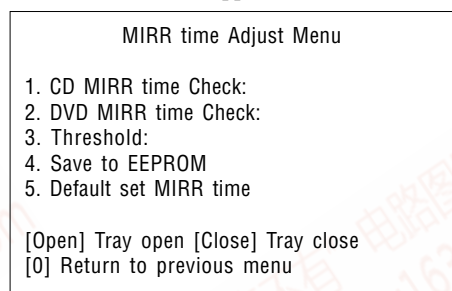 MIRR time Adjust Menu
1. CD MIRR time Check:
2. DVD MIRR time Check:
3. Threshold:
4. Save to EEPROM
5. Default set MIRR time
[Open] Tray open [Close] Tray close
[0] Return to previous menu